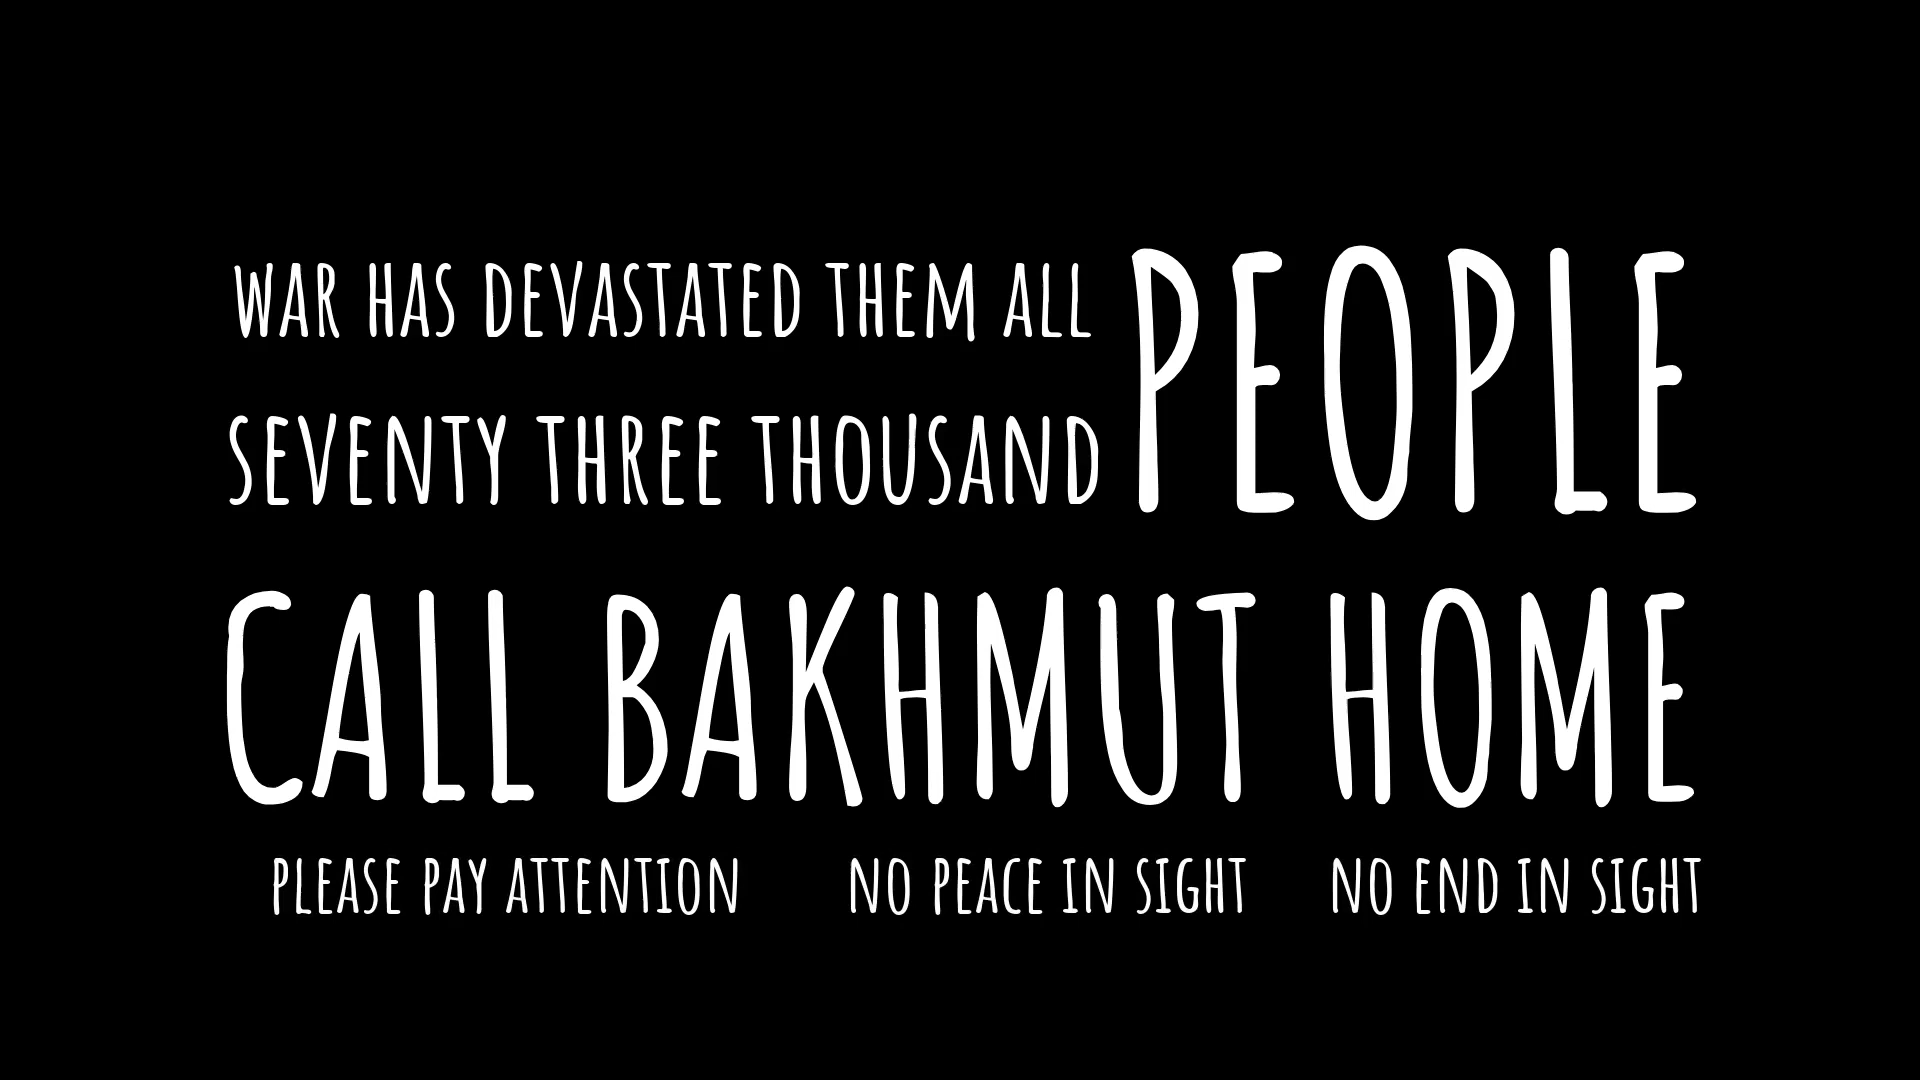 WAR HAS DEVASTATED THEM ALL
SEVENTY THREE THOUSAND
PEOPLE
CALL BAKHMUT HOME
PLEASE PAY ATTENTION
NO PEACE IN SIGHT
NO END IN SIGHT